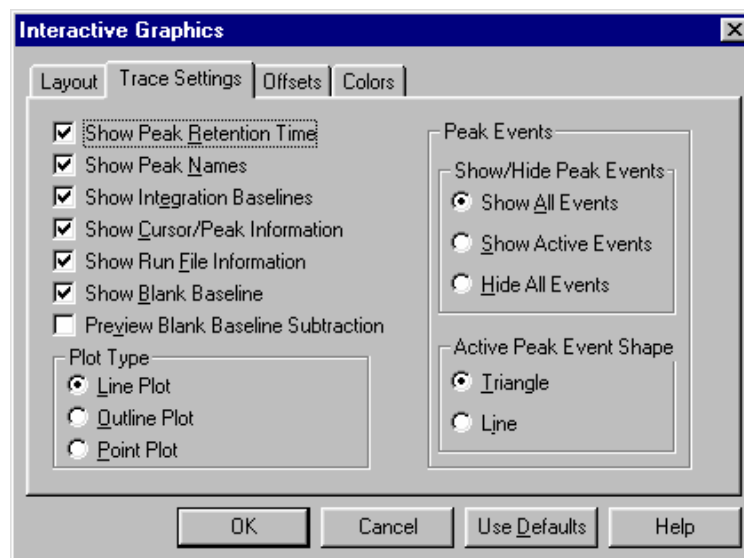 Interactive Graphics
Layout
Trace Settings
Offsets
Colors
Show Peak Retention Time
Show Peak Names
Show Integration Baselines
Show Cursor/Peak Information
Show Run File Information
Show Blank Baseline
Preview Blank Baseline Subtraction
Plot Type
Line Plot
Outline Plot
Point Plot
Peak Events
Show/Hide Peak Events
Show All Events
Show Active Events
Hide All Events
Active Peak Event Shape
Triangle
Line
OK
Cancel
Use Defaults
Help